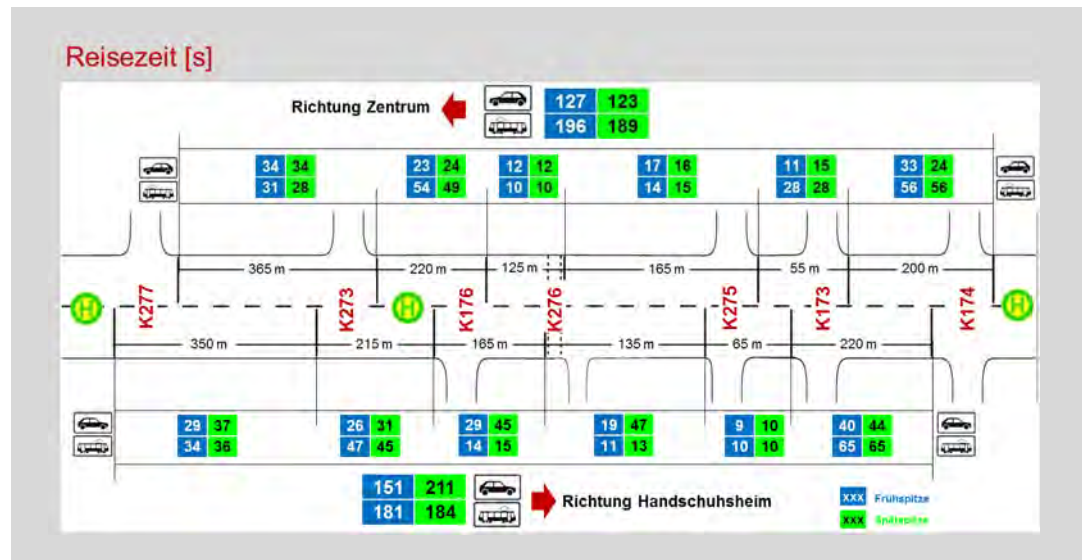 Reisezeit [s]
Richtung Zentrum 127 123
196 189
34 34 23 24 12 12 17 16 11 15 33 24
31 28 54 49 10 10 14 15 28 28 56 56
365 m 220 m 125 m 165 m 55 m 200 m
H K277 K273 H K176 K276 K275 K173 K174 H
350 m 215 m 165 m 135 m 65 m 220 m
29 37 26 31 29 45 19 47 9 10 40 44
34 36 47 45 14 15 11 13 10 10 65 65
151 211
181 184
Richtung Handschuhsheim
XXX Frühspitze
XXX Spätspitze